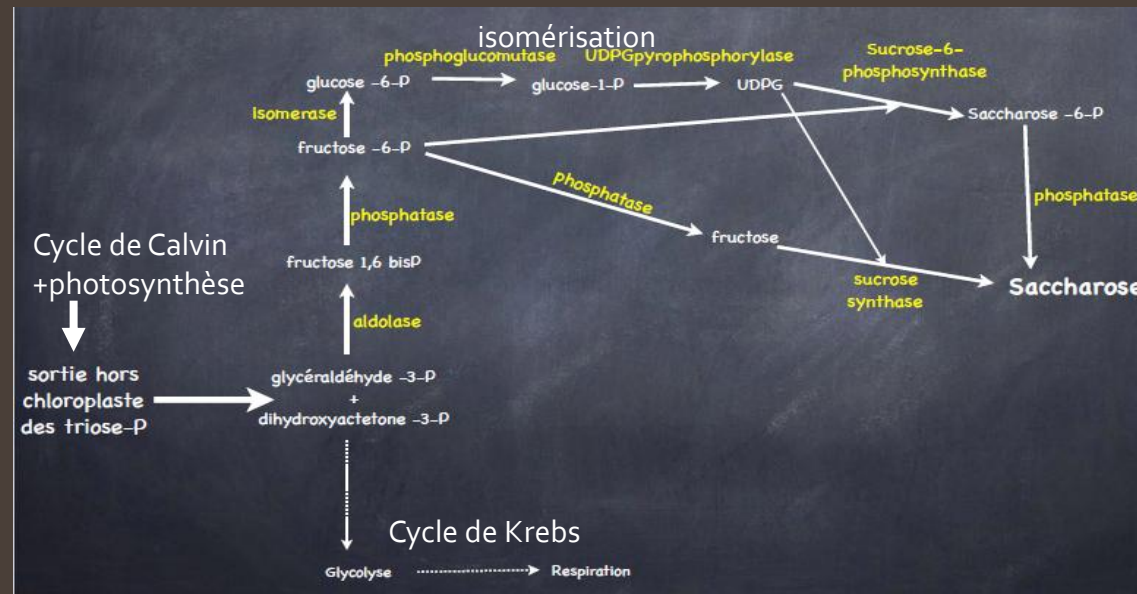 isomérisation
phosphoglucomutase UDPGpyrophosphorylase Sucrose-6-
phosphosynthase
glucose -6-P glucose-1-P UDPG
Saccharose -6-P
Isomerase
fructose -6-P
phosphatase
phosphatase
phosphatase
fructose
Cycle de Calvin
+photosynthèse
fructose 1,6 bisP
sucrose
synthase
Saccharose
aldolase
sortie hors
chloroplaste
des triose-P
glycéraldéhyde -3-P
+
dihydroxyactetone -3-P
Cycle de Krebs
Glycolyse Respiration